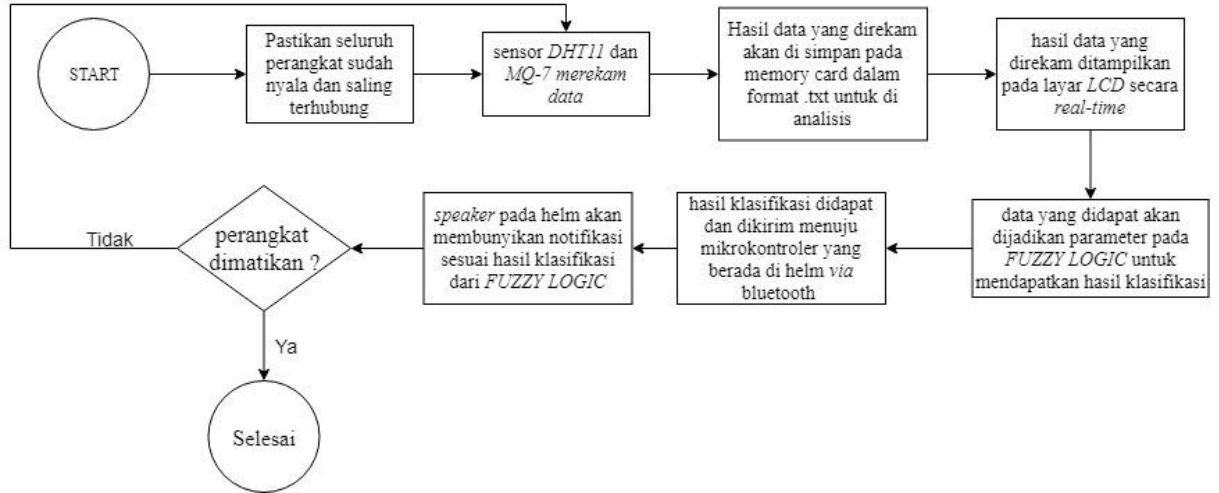 START
Pastikan seluruh
perangkat sudah
nyala dan saling
terhubung
sensor DHT11 dan
MQ-7 merekam
data
Hasil data yang direkam
akan di simpan pada
memory card dalam
format .txt untuk di
analisis
hasil data yang
direkam ditampilkan
pada layar LCD secara
real-time
data yang didapat akan
dijadikan parameter pada
FUZZY LOGIC untuk
mendapatkan hasil klasifikasi
hasil klasifikasi didapat
dan dikirim menuju
mikrokontroler yang
berada di helm via
bluetooth
speaker pada helm akan
membunyikan notifikasi
sesuai hasil klasifikasi
dari FUZZY LOGIC
perangkat
dimatikan ?
Tidak
Ya
Selesai